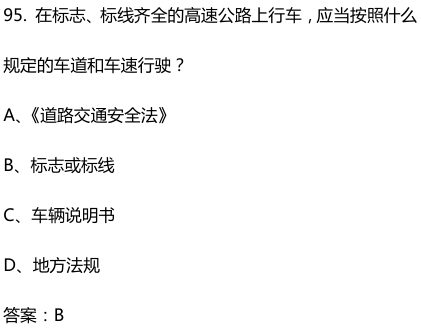 95. 在标志、标线齐全的高速公路上行车，应当按照什么
规定的车道和车速行驶？
A、《道路交通安全法》
B、标志或标线
C、车辆说明书
D、地方法规
答案：B